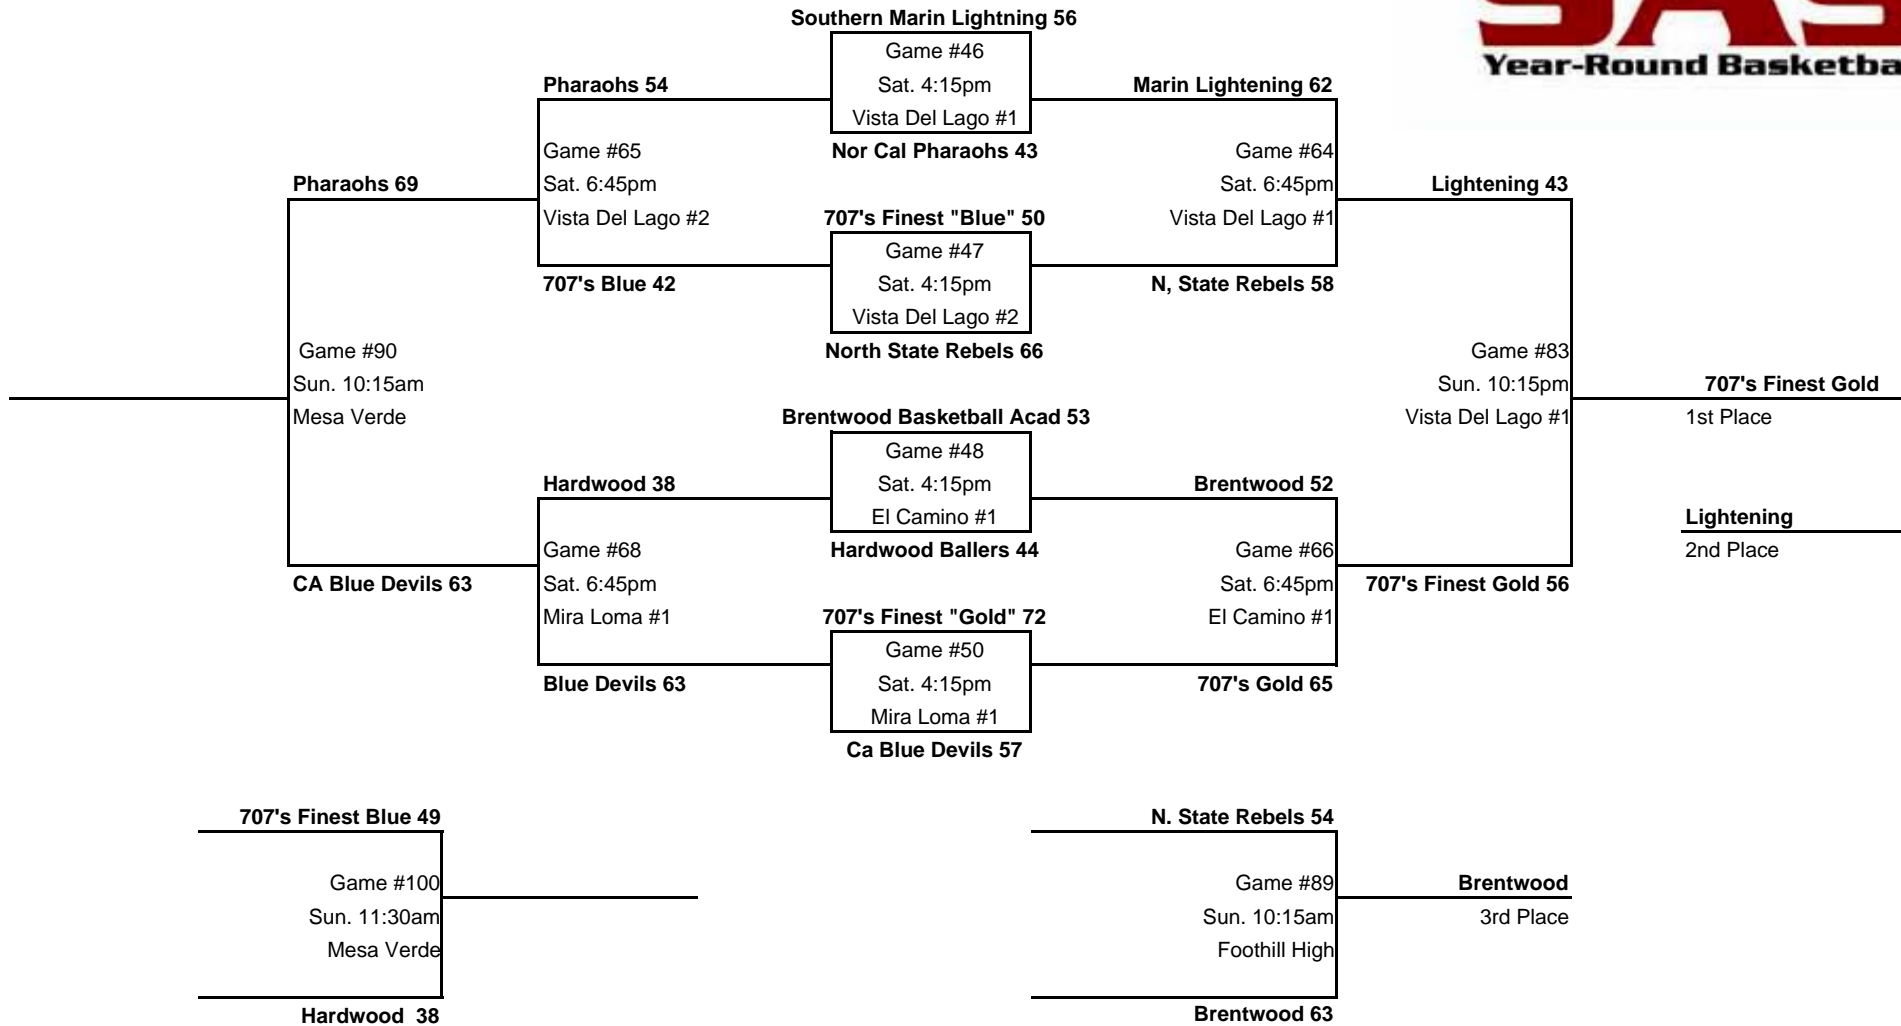 Southern Marin Lightning 56
Game #46
Sat. 4:15pm
Vista Del Lago #1
Nor Cal Pharaohs 43
Year-Round Basketba
Pharaohs 54
Game #65
Sat. 6:45pm
Vista Del Lago #2
707's Blue 42
Marin Lightening 62
Game #64
Sat. 6:45pm
Vista Del Lago #1
N, State Rebels 58
707's Finest "Blue" 50
Game #47
Sat. 4:15pm
Vista Del Lago #2
North State Rebels 66
Pharaohs 69
Game #90
Sun. 10:15am
Mesa Verde
CA Blue Devils 63
Lightening 43
Game #83
Sun. 10:15pm
Vista Del Lago #1
707's Finest Gold 56
707's Finest Gold
1st Place
Lightening
2nd Place
Brentwood Basketball Acad 53
Game #48
Sat. 4:15pm
El Camino #1
Hardwood Ballers 44
Hardwood 38
Game #68
Sat. 6:45pm
Mira Loma #1
Blue Devils 63
Brentwood 52
Game #66
Sat. 6:45pm
El Camino #1
707's Gold 65
707's Finest "Gold" 72
Game #50
Sat. 4:15pm
Mira Loma #1
Ca Blue Devils 57
707's Finest Blue 49
Game #100
Sun. 11:30am
Mesa Verde
Hardwood  38
N. State Rebels 54
Game #89
Sun. 10:15am
Foothill High
Brentwood 63
Brentwood
3rd Place